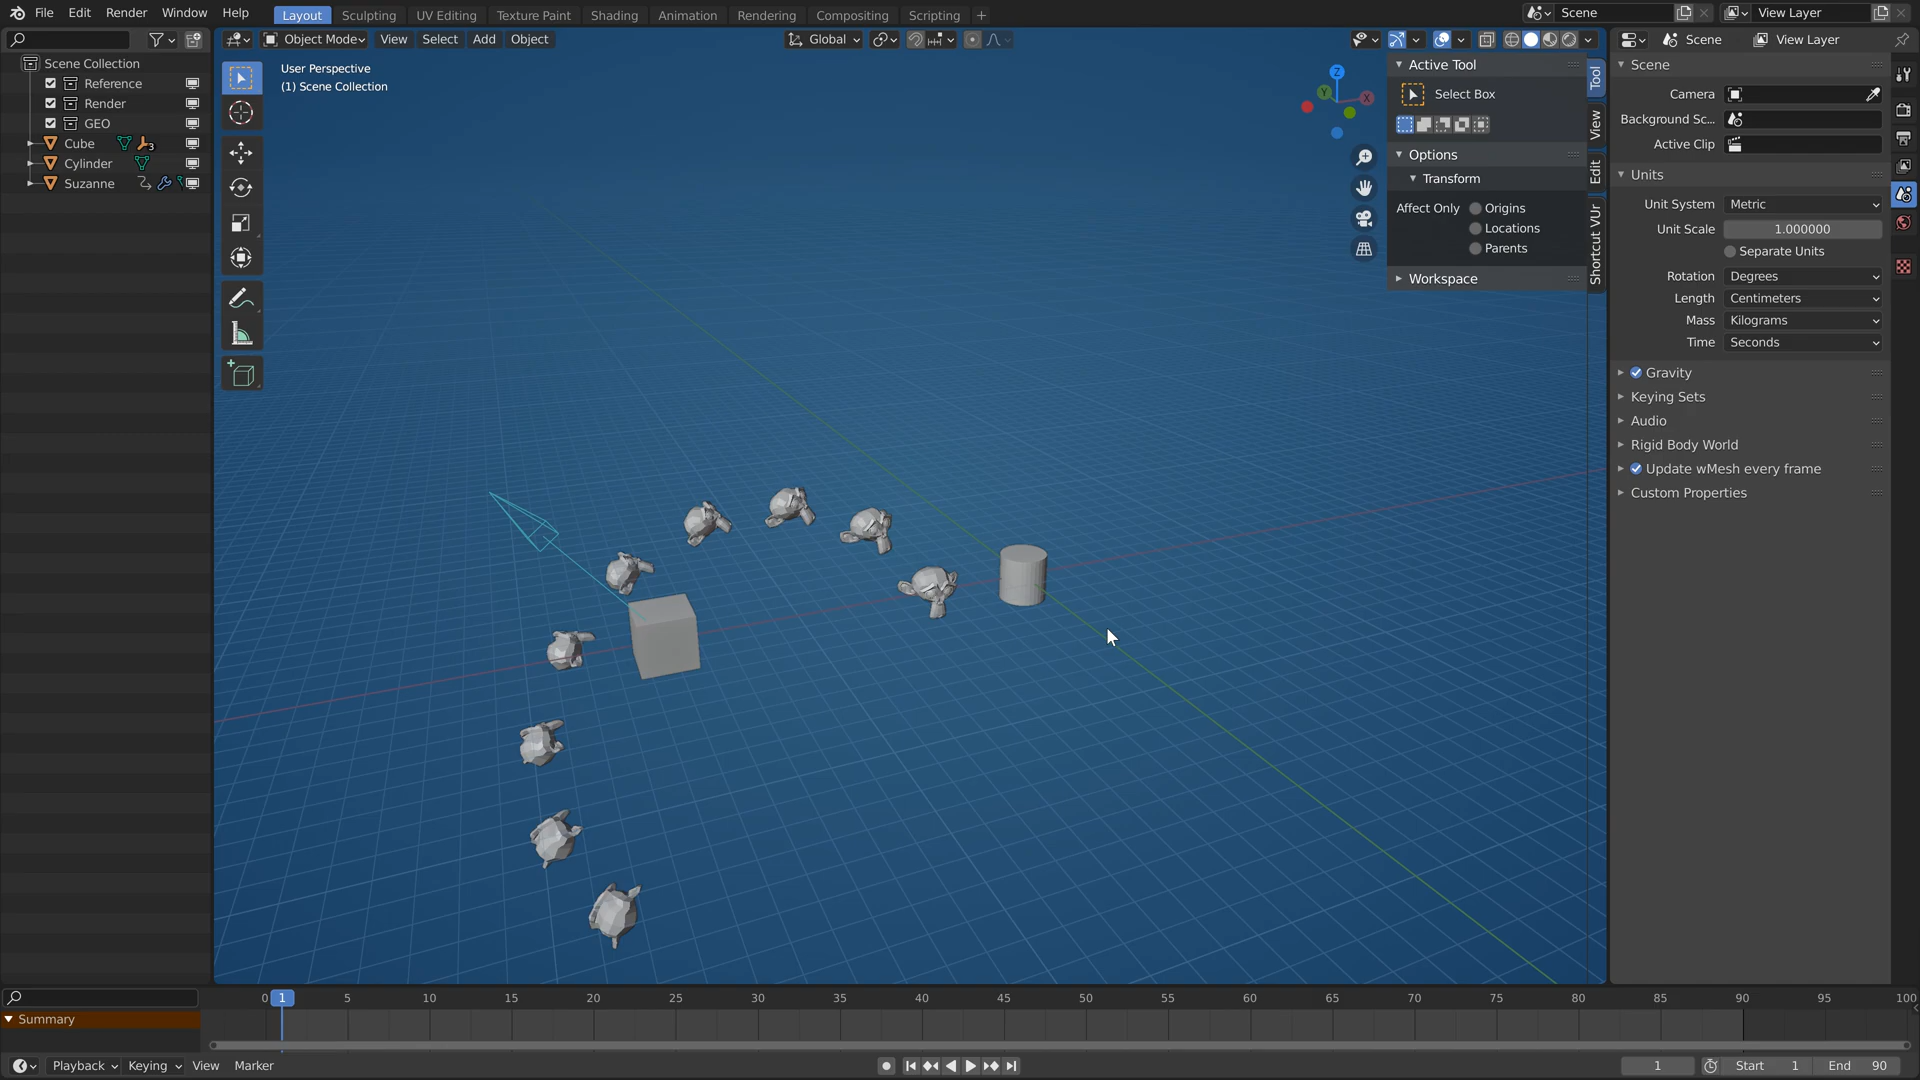 File Edit Render Window Help
Layout Sculpting UV Editing Texture Paint Shading Animation Rendering Compositing Scripting +
Scene
View Layer
Object Mode View Select Add Object
Global
Scene View Layer
Scene Collection
Reference
Render
GEO
Cube 3
Cylinder
Suzanne
User Perspective
(1) Scene Collection
Z
Y
X
Active Tool
Select Box
Options
Transform
Affect Only Origins
Locations
Parents
Workspace
Tool
View
Edit
Shortcut VUr
Scene
Camera
Background Sc...
Active Clip
Units
Unit System Metric
Unit Scale 1.000000
Separate Units
Rotation Degrees
Length Centimeters
Mass Kilograms
Time Seconds
Gravity
Keying Sets
Audio
Rigid Body World
Update wMesh every frame
Custom Properties
0 1 5 10 15 20 25 30 35 40 45 50 55 60 65 70 75 80 85 90 95 100
Summary
Playback Keying View Marker
1 Start 1 End 90